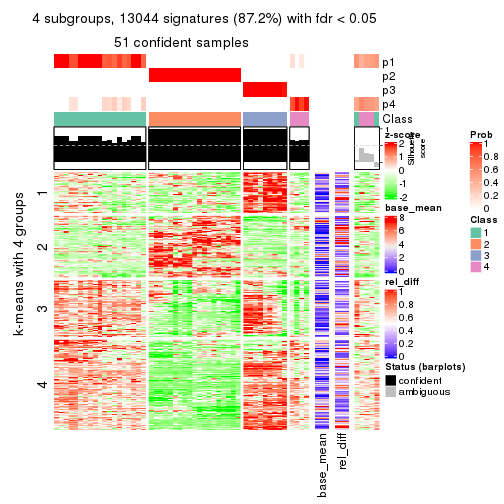 4 subgroups, 13044 signatures (87.2%) with fdr < 0.05
51 confident samples
p1
p2
p3
p4
Class
1
Silhouette score
k-means with 4 groups
1
2
3
4
base_mean
rel_diff
z-score
2
1
0
-1
-2
base_mean
8
6
4
2
0
rel_diff
1
0.8
0.6
0.4
0.2
0
Status (barplots)
confident
ambiguous
Prob
1
0.8
0.6
0.4
0.2
0
Class
1
2
3
4